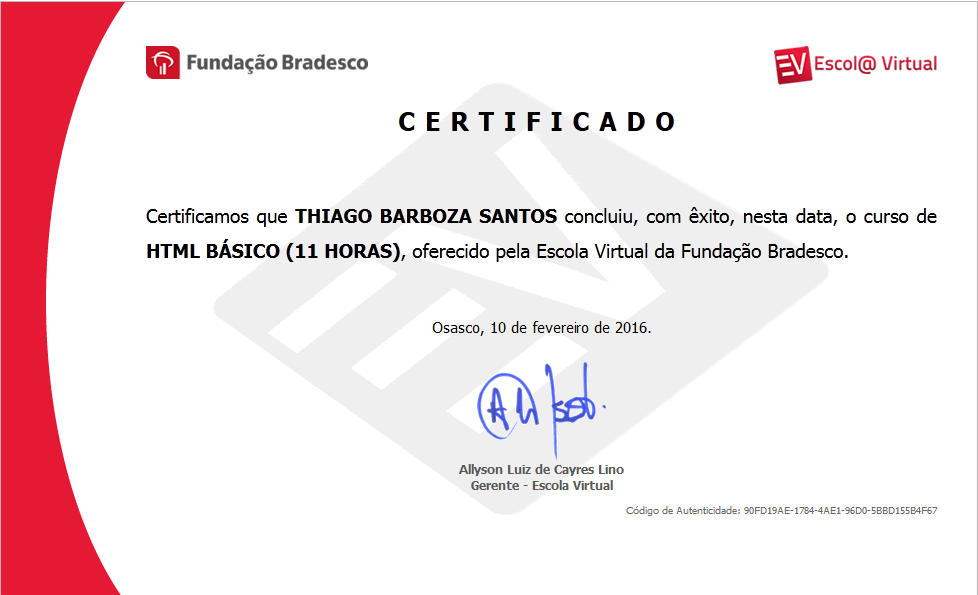 Fundação Bradesco
EV Escol@ Virtual
CERTIFICADO
Certificamos que THIAGO BARBOZA SANTOS concluiu, com êxito, nesta data, o curso de
HTML BÁSICO (11 HORAS), oferecido pela Escola Virtual da Fundação Bradesco.
Osasco, 10 de fevereiro de 2016.
Allyson Luiz de Cayres Lino
Gerente - Escola Virtual
Código de Autenticidade: 90FD19AE-1784-4AE1-96D0-5BBD155B4F67